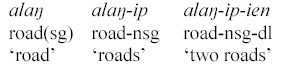 alaŋ alaŋ-ip alaŋ-ip-ien
road(sg) road-nsg road-nsg-dl
‘road’ ‘roads’ ‘two roads’